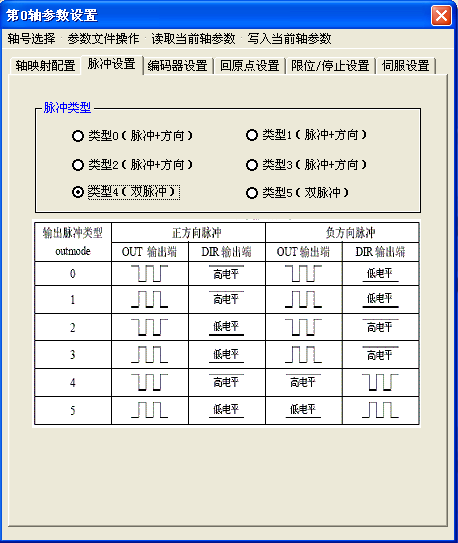 第0轴参数设置
轴号选择 参数文件操作 读取当前轴参数 写入当前轴参数
轴映射配置 脉冲设置 编码器设置 回原点设置 限位/停止设置 伺服设置
脉冲类型
类型0(脉冲+方向) 类型1(脉冲+方向)
类型2(脉冲+方向) 类型3(脉冲+方向)
类型4(双脉冲) 类型5(双脉冲)
输出脉冲类型 正方向脉冲 负方向脉冲
outmode OUT 输出端 DIR 输出端 OUT 输出端 DIR 输出端
0 高电平 低电平
1 高电平 低电平
2 低电平 高电平
3 低电平 高电平
4 高电平 高电平
5 低电平 低电平